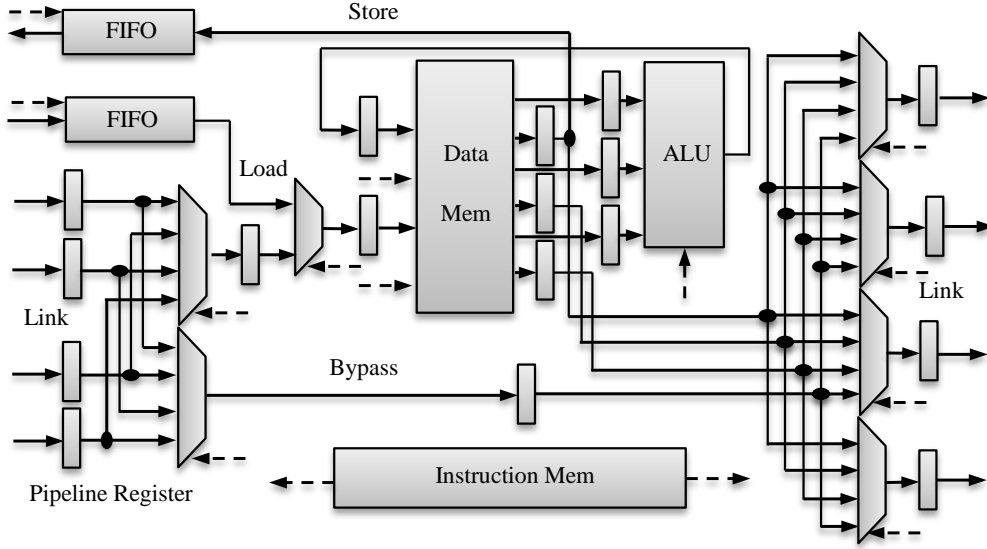 Store
FIFO
FIFO
Data
Mem
ALU
Load
Link
Link
Bypass
Instruction Mem
Pipeline Register